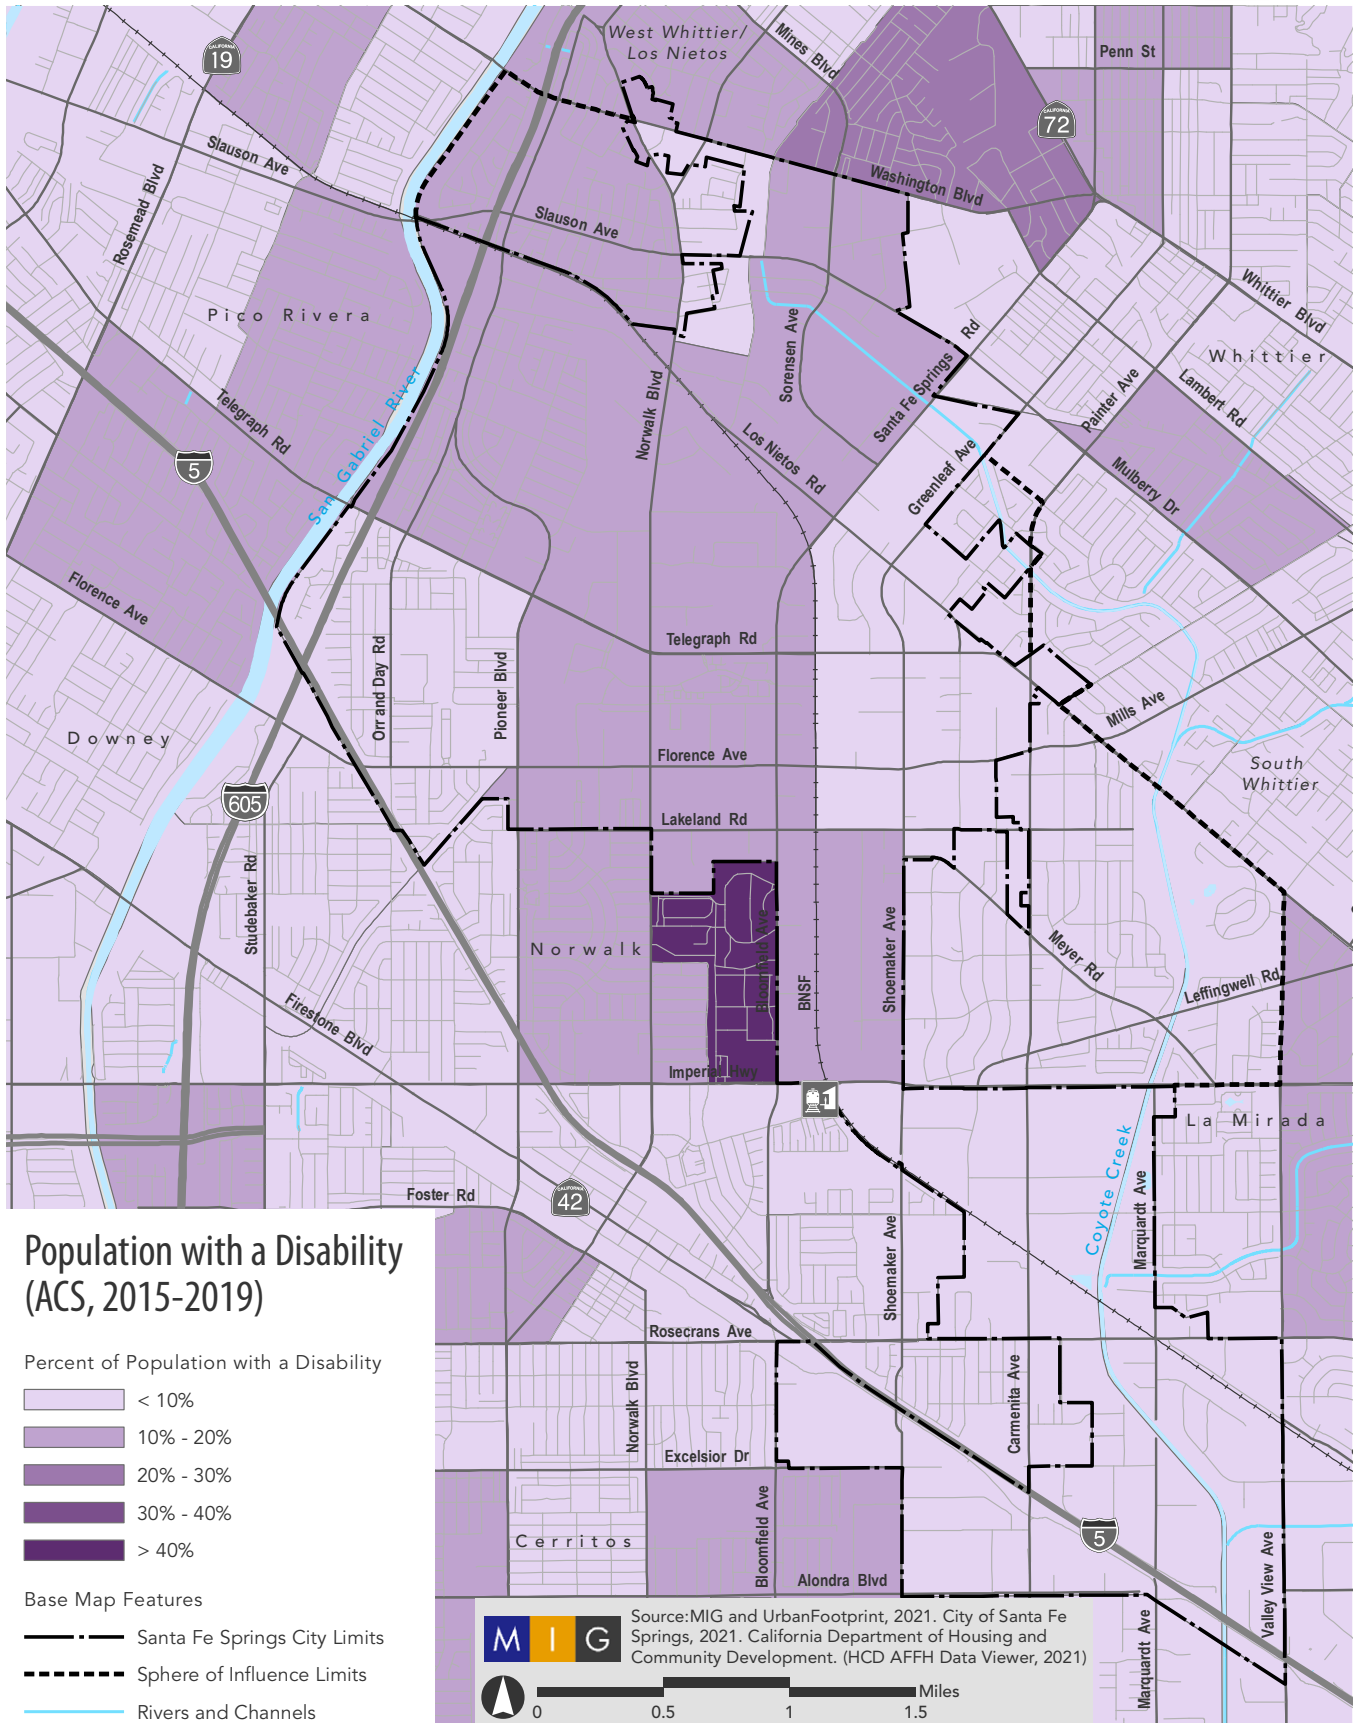 West Whittier/
Los Nietos
Mines Blvd
Penn St
CALIFORNIA
19
CALIFORNIA
72
Slauson Ave
Rosemead Blvd
Washington Blvd
Slauson Ave
Whittier Blvd
Pico Rivera
Sorensen Ave
Santa Fe Springs Rd
Whittier
Painter Ave
Lambert Rd
Telegraph Rd
San Gabriel River
Norwalk Blvd
Los Nietos Rd
Greenleaf Ave
Mulberry Dr
5
Florence Ave
Orr and Day Rd
Pioneer Blvd
Telegraph Rd
Mills Ave
Downey
Florence Ave
South
Whittier
605
Lakeland Rd
Studebaker Rd
Norwalk
Bloomfield Ave
BNSF
Shoemaker Ave
Meyer Rd
Leffingwell Rd
Firestone Blvd
Imperial Hwy
La Mirada
Coyote Creek
Marquardt Ave
Foster Rd
CALIFORNIA
42
Shoemaker Ave
Rosecrans Ave
Norwalk Blvd
Carmenita Ave
Excelsior Dr
Bloomfield Ave
Cerritos
Alondra Blvd
5
Valley View Ave
Marquardt Ave
Population with a Disability
(ACS, 2015-2019)
Percent of Population with a Disability
< 10%
10% - 20%
20% - 30%
30% - 40%
> 40%
Base Map Features
Santa Fe Springs City Limits
Sphere of Influence Limits
Rivers and Channels
M I G
Source:MIG and UrbanFootprint, 2021. City of Santa Fe
Springs, 2021. California Department of Housing and
Community Development. (HCD AFFH Data Viewer, 2021)
Miles
0 0.5 1 1.5